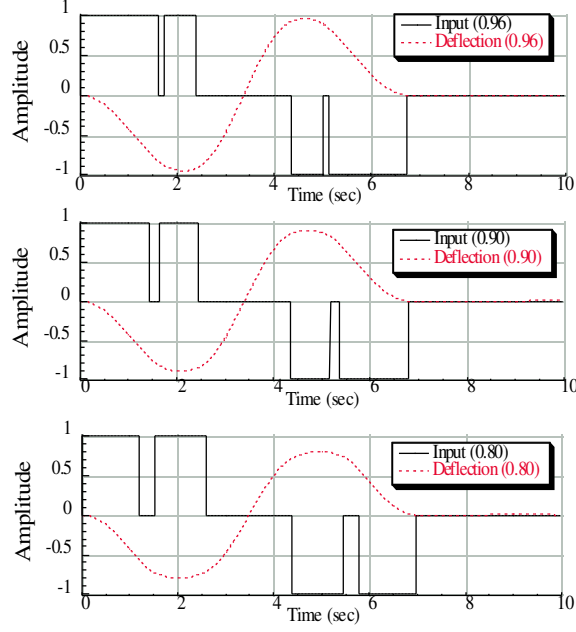 1
Input (0.96)
Deflection (0.96)
0.5
0
-0.5
-1
Amplitude
0 2 4 6 8 10
Time (sec)
1
Input (0.90)
Deflection (0.90)
0.5
0
-0.5
-1
Amplitude
0 2 4 6 8 10
Time (sec)
1
Input (0.80)
Deflection (0.80)
0.5
0
-0.5
-1
Amplitude
0 2 4 6 8 10
Time (sec)